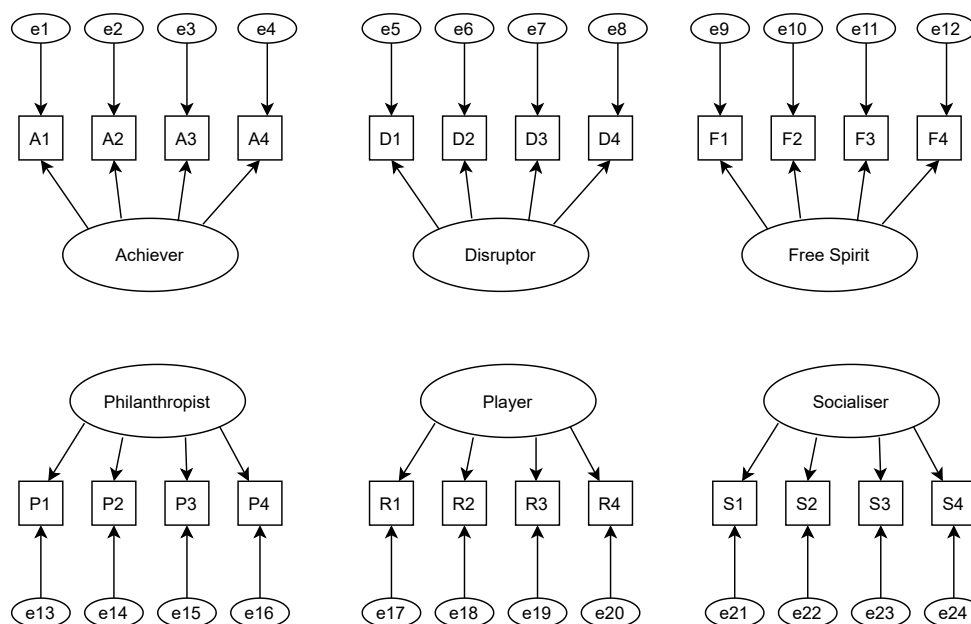 e1 e2 e3 e4 e5 e6 e7 e8 e9 e10 e11 e12
A1 A2 A3 A4 D1 D2 D3 D4 F1 F2 F3 F4
Achiever Disruptor Free Spirit
Philanthropist Player Socialiser
P1 P2 P3 P4 R1 R2 R3 R4 S1 S2 S3 S4
e13 e14 e15 e16 e17 e18 e19 e20 e21 e22 e23 e24